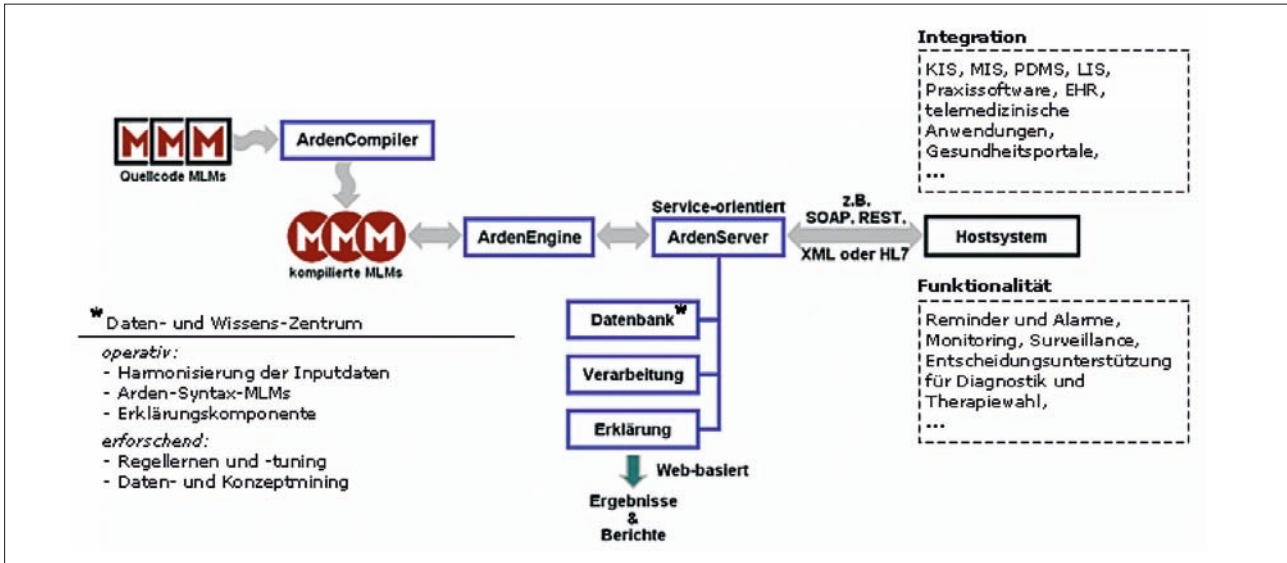 MMM
Quellcode MLMs
ArdenCompiler
MMM
kompilierte MLMs
ArdenEngine
Service-orientiert
ArdenServer
z.B.
SOAP. REST.
XML oder HL7
Hostsystem
Integration
KIS, MIS, PDMS, LIS,
Praxissoftware, EHR,
telemedizinische
Anwendungen,
Gesundheitsportale,
...
Funktionalität
Reminder und Alarme,
Monitoring, Surveillance,
Entscheidungsunterstützung
für Diagnostik und
Therapiewahl,
...
Datenbank*
Verarbeitung
Erklärung
Web-basiert
Ergebnisse
&
Berichte
*Daten- und Wissens-Zentrum
operativ:
- Harmonisierung der Inputdaten
- Arden-Syntax-MLMs
- Erklärungskomponente
erforschend:
- Regellernen und -tuning
- Daten- und Konzeptmining